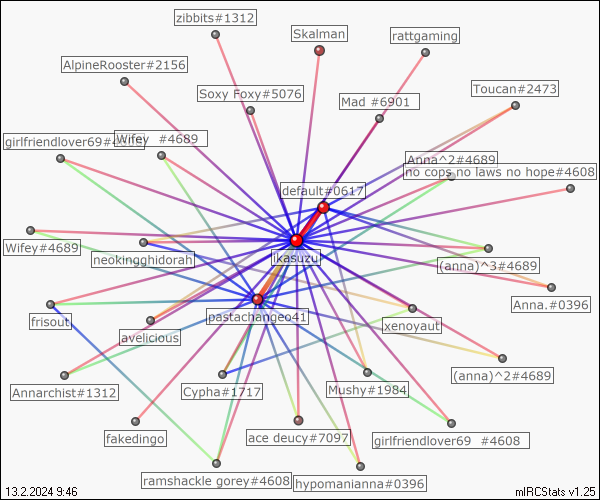 zibbits#1312
Skalman
rattgaming
AlpineRooster#2156
Toucan#2473
Soxy Foxy#5076
Mad #6901
girlfriendlover69#
Wifey #4689
Anna^2#4689
no cops no laws no hope#4608
default#0617
Wifey#4689
neokingghidorah
ikasuzu
(anna)^3#4689
Anna.#0396
frisout
pastachangeo41
xenoyaut
avelicious
(anna)^2#4689
Annarchist#1312
Cypha#1717
Mushy#1984
fakedingo
ace deucy#7097
girlfriendlover69 #4608
ramshackle gorey#4608
hypomanianna#0396
13.2.2024 9:46
mIRCStats v1.25